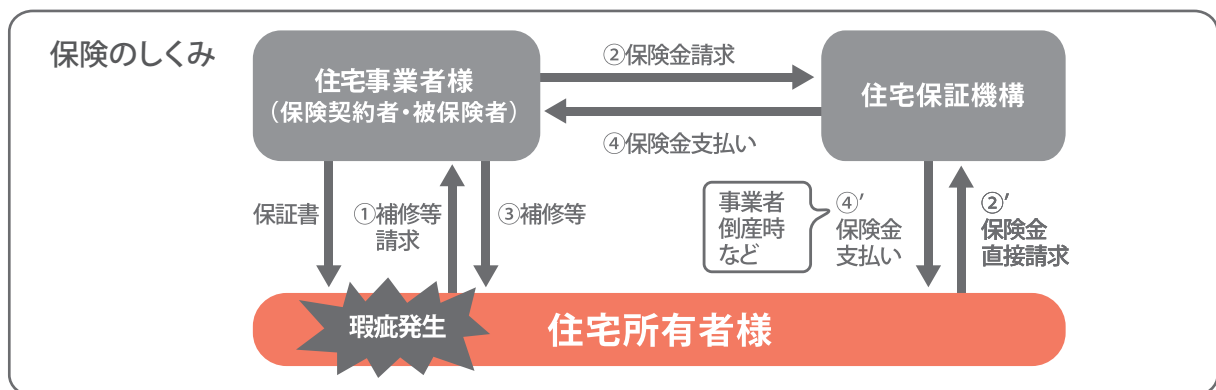 保険のしくみ
住宅事業者様
（保険契約者・被保険者）
②保険金請求
④保険金支払い
住宅保証機構
保証書
①補修等
請求
③補修等
事業者
倒産時
など
④′
保険金
支払い
②′
保険金
直接請求
瑕疵発生
住宅所有者様